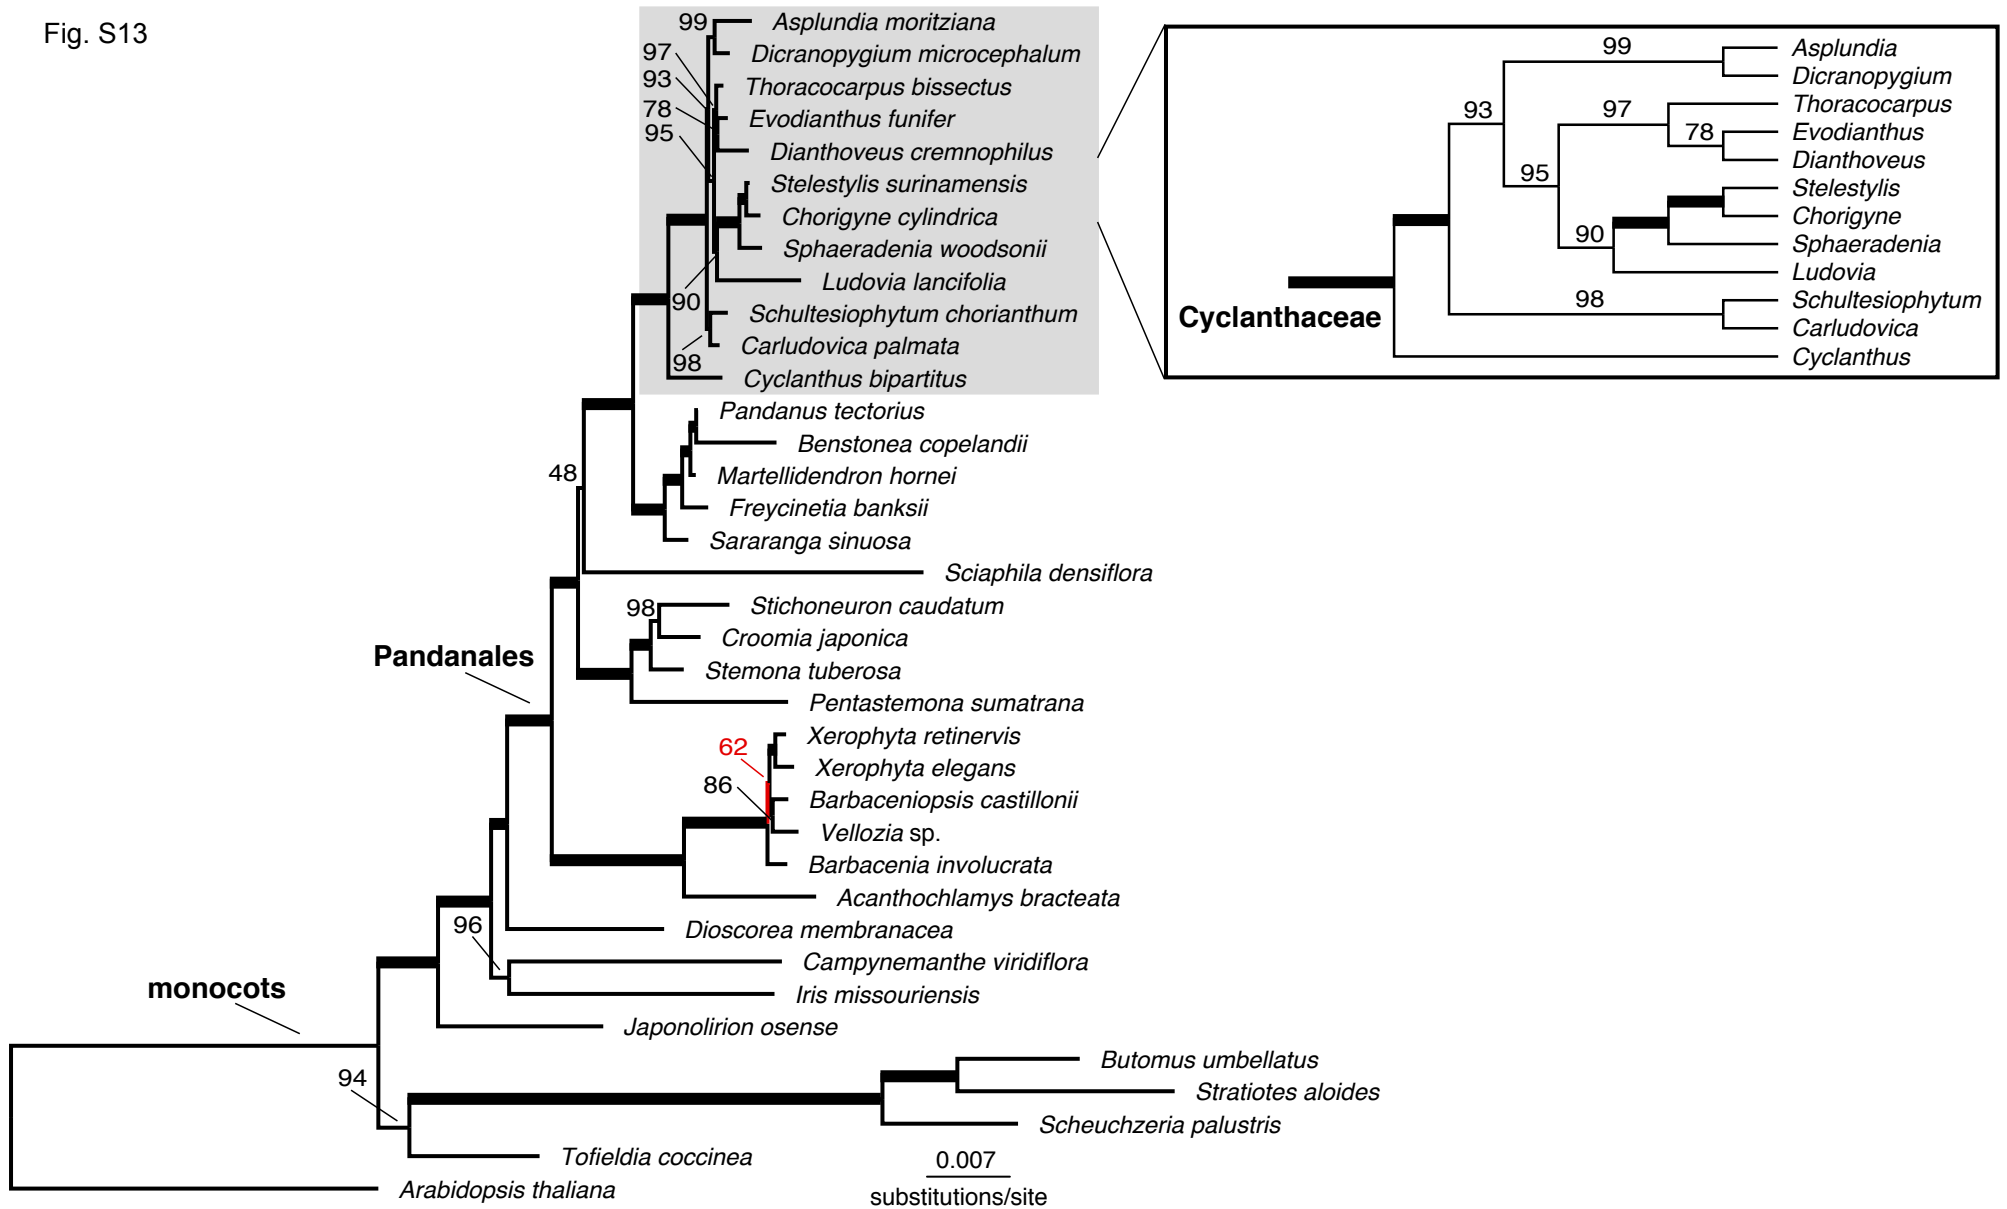 Fig. S13
99
Asplundia moritziana
Dicranopygium microcephalum
97
93
78
95
Thoracocarpus bissectus
Evodianthus funifer
Dianthoveus cremnophilus
Stelestylis surinamensis
Chorigyne cylindrica
Sphaeradenia woodsonii
Ludovia lancifolia
90
Schultesiophytum chorianthum
Carludovica palmata
98
Cyclanthus bipartitus
Pandanus tectorius
Benstonea copelandii
48
Martellidendron hornei
Freycinetia banksii
Sararanga sinuosa
Sciaphila densiflora
98
Stichoneuron caudatum
Croomia japonica
Pandanales
Stemona tuberosa
Pentastemona sumatrana
Xerophyta retinervis
62
Xerophyta elegans
86
Barbaceniopsis castillonii
Vellozia sp.
Barbacenia involucrata
Acanthochlamys bracteata
96
Dioscorea membranacea
Campynemanthe viridiflora
monocots
Iris missouriensis
Japonolirion osense
Butomus umbellatus
94
Stratiotes aloides
Scheuchzeria palustris
Tofieldia coccinea
Arabidopsis thaliana
0.007
substitutions/site
99
Asplundia
Dicranopygium
93
97
Thoracocarpus
78
Evodianthus
Dianthoveus
95
Stelestylis
Chorigyne
90
Sphaeradenia
Ludovia
98
Schultesiophytum
Cyclanthaceae
Carludovica
Cyclanthus